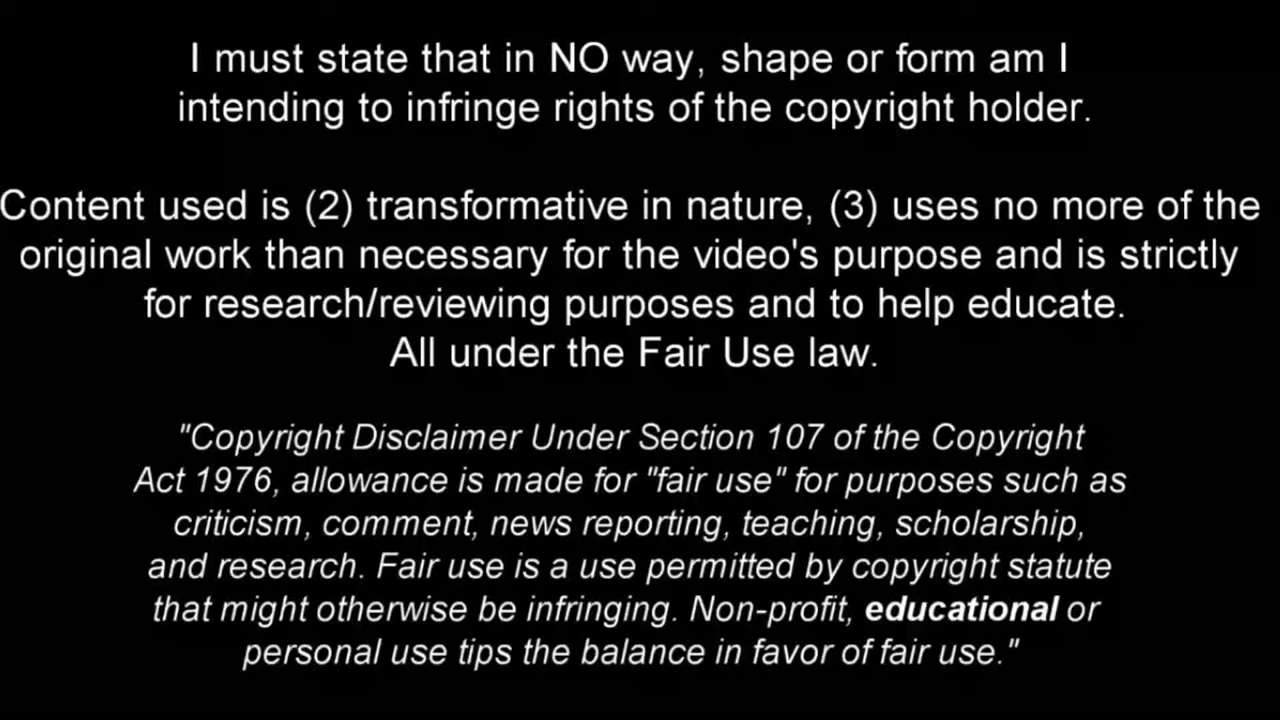 I must state that in NO way, shape or form am I
intending to infringe rights of the copyright holder.
Content used is (2) transformative in nature, (3) uses no more of the
original work than necessary for the video's purpose and is strictly
for research/reviewing purposes and to help educate.
All under the Fair Use law.
"Copyright Disclaimer Under Section 107 of the Copyright
Act 1976, allowance is made for "fair use" for purposes such as
criticism, comment, news reporting, teaching, scholarship,
and research. Fair use is a use permitted by copyright statute
that might otherwise be infringing. Non-profit, educational or
personal use tips the balance in favor of fair use."